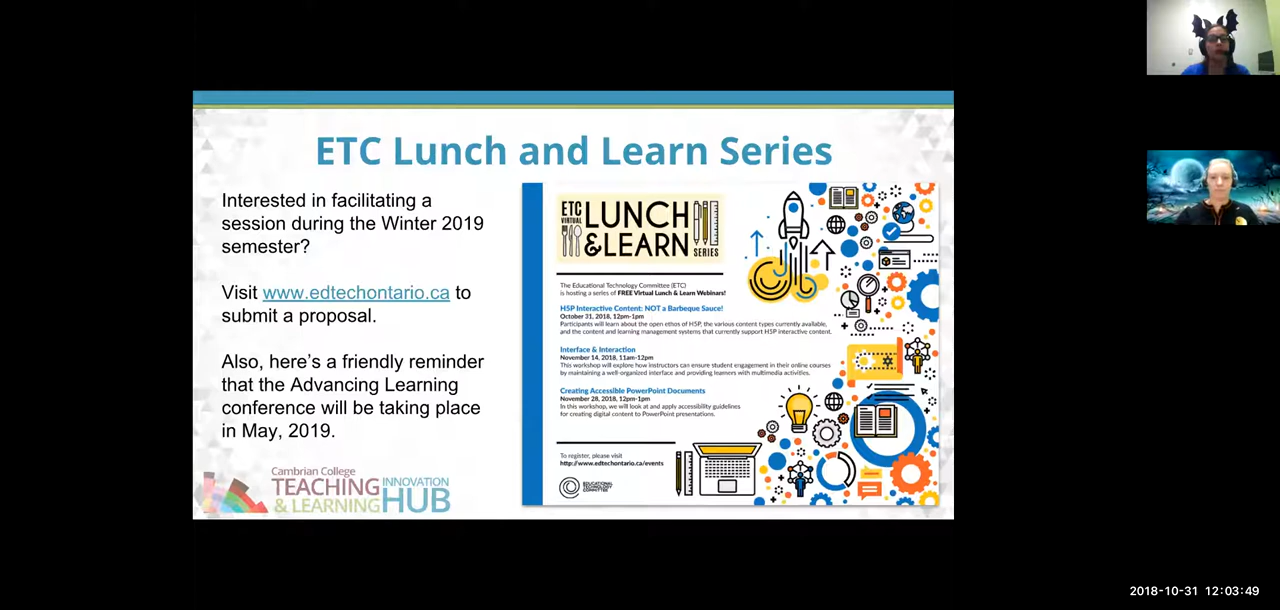 ETC Lunch and Learn Series
Interested in facilitating a
session during the Winter 2019
semester?
Visit www.edtechontario.ca to
submit a proposal.
Also, here's a friendly reminder
that the Advancing Learning
conference will be taking place
in May, 2019.
Cambrian College
TEACHING
& LEARNING
INNOVATION
HUB
ETC
VIRTUAL
LUNCH
&LEARN
SERIES
The Educational Technology Committee (ETC)
is hosting a series of FREE Virtual Lunch & Learn Webinars!
H5P Interactive Content: NOT a Barbeque Sauce!
October 31, 2018, 12pm-1pm
Participants will learn about the open ethos of H5P, the various content types currently available,
and the content and learning management systems that currently support H5P interactive content.
Interface & Interaction
November 14, 2018, 11am-12pm
This workshop will explore how instructors can ensure student engagement in their online courses
by maintaining a well-organized interface and providing learners with multimedia activities.
Creating Accessible PowerPoint Documents
November 28, 2018, 12pm-1pm
In this workshop, we will look at and apply accessibility guidelines
for creating digital content to PowerPoint presentations.
To register, please visit
http://www.edtechontario.ca/events
EDUCATIONAL
TECHNOLOGY
COMMITTEE
2018-10-31 12:03:49